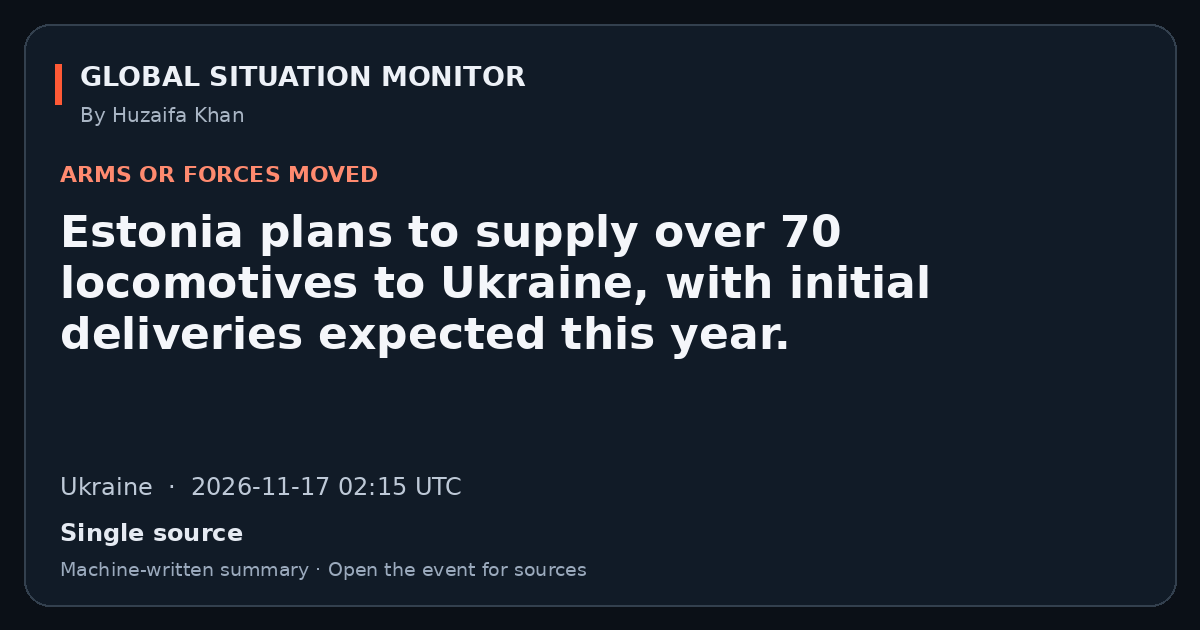 GLOBAL SITUATION MONITOR
By Huzaifa Khan
ARMS OR FORCES MOVED
Estonia plans to supply over 70
locomotives to Ukraine, with initial
deliveries expected this year.
Ukraine · 2026-11-17 02:15 UTC
Single source
Machine-written summary · Open the event for sources